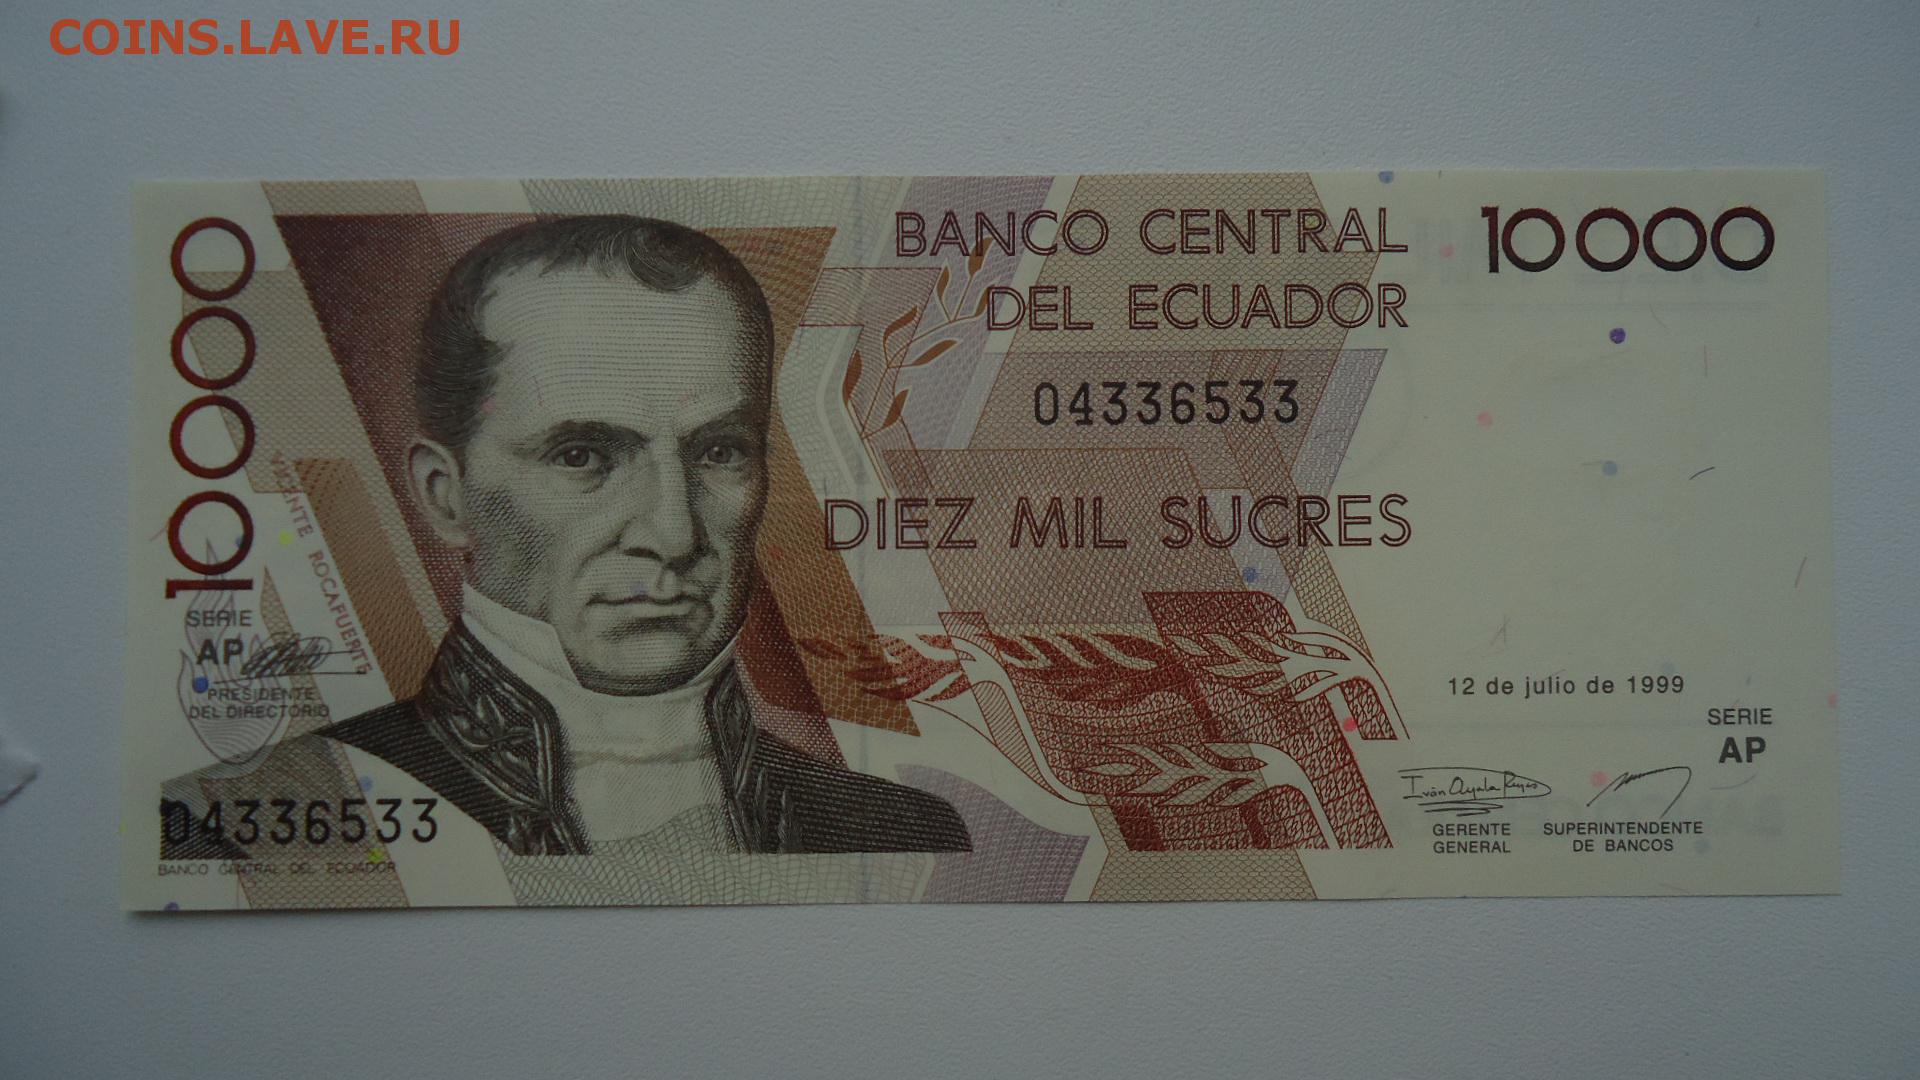 COINS.LAVE.RU
10000
BANCO CENTRAL
DEL ECUADOR
10000
04336533
DIEZ MIL SUCRES
VICENTE ROCAFUERTE
SERIE
AP
PRESIDENTE
DEL DIRECTORIO
04336533
BANCO CENTRAL DEL ECUADOR
12 de julio de 1999
SERIE
AP
Iván Ayala Reyes
GERENTE
GENERAL
SUPERINTENDENTE
DE BANCOS